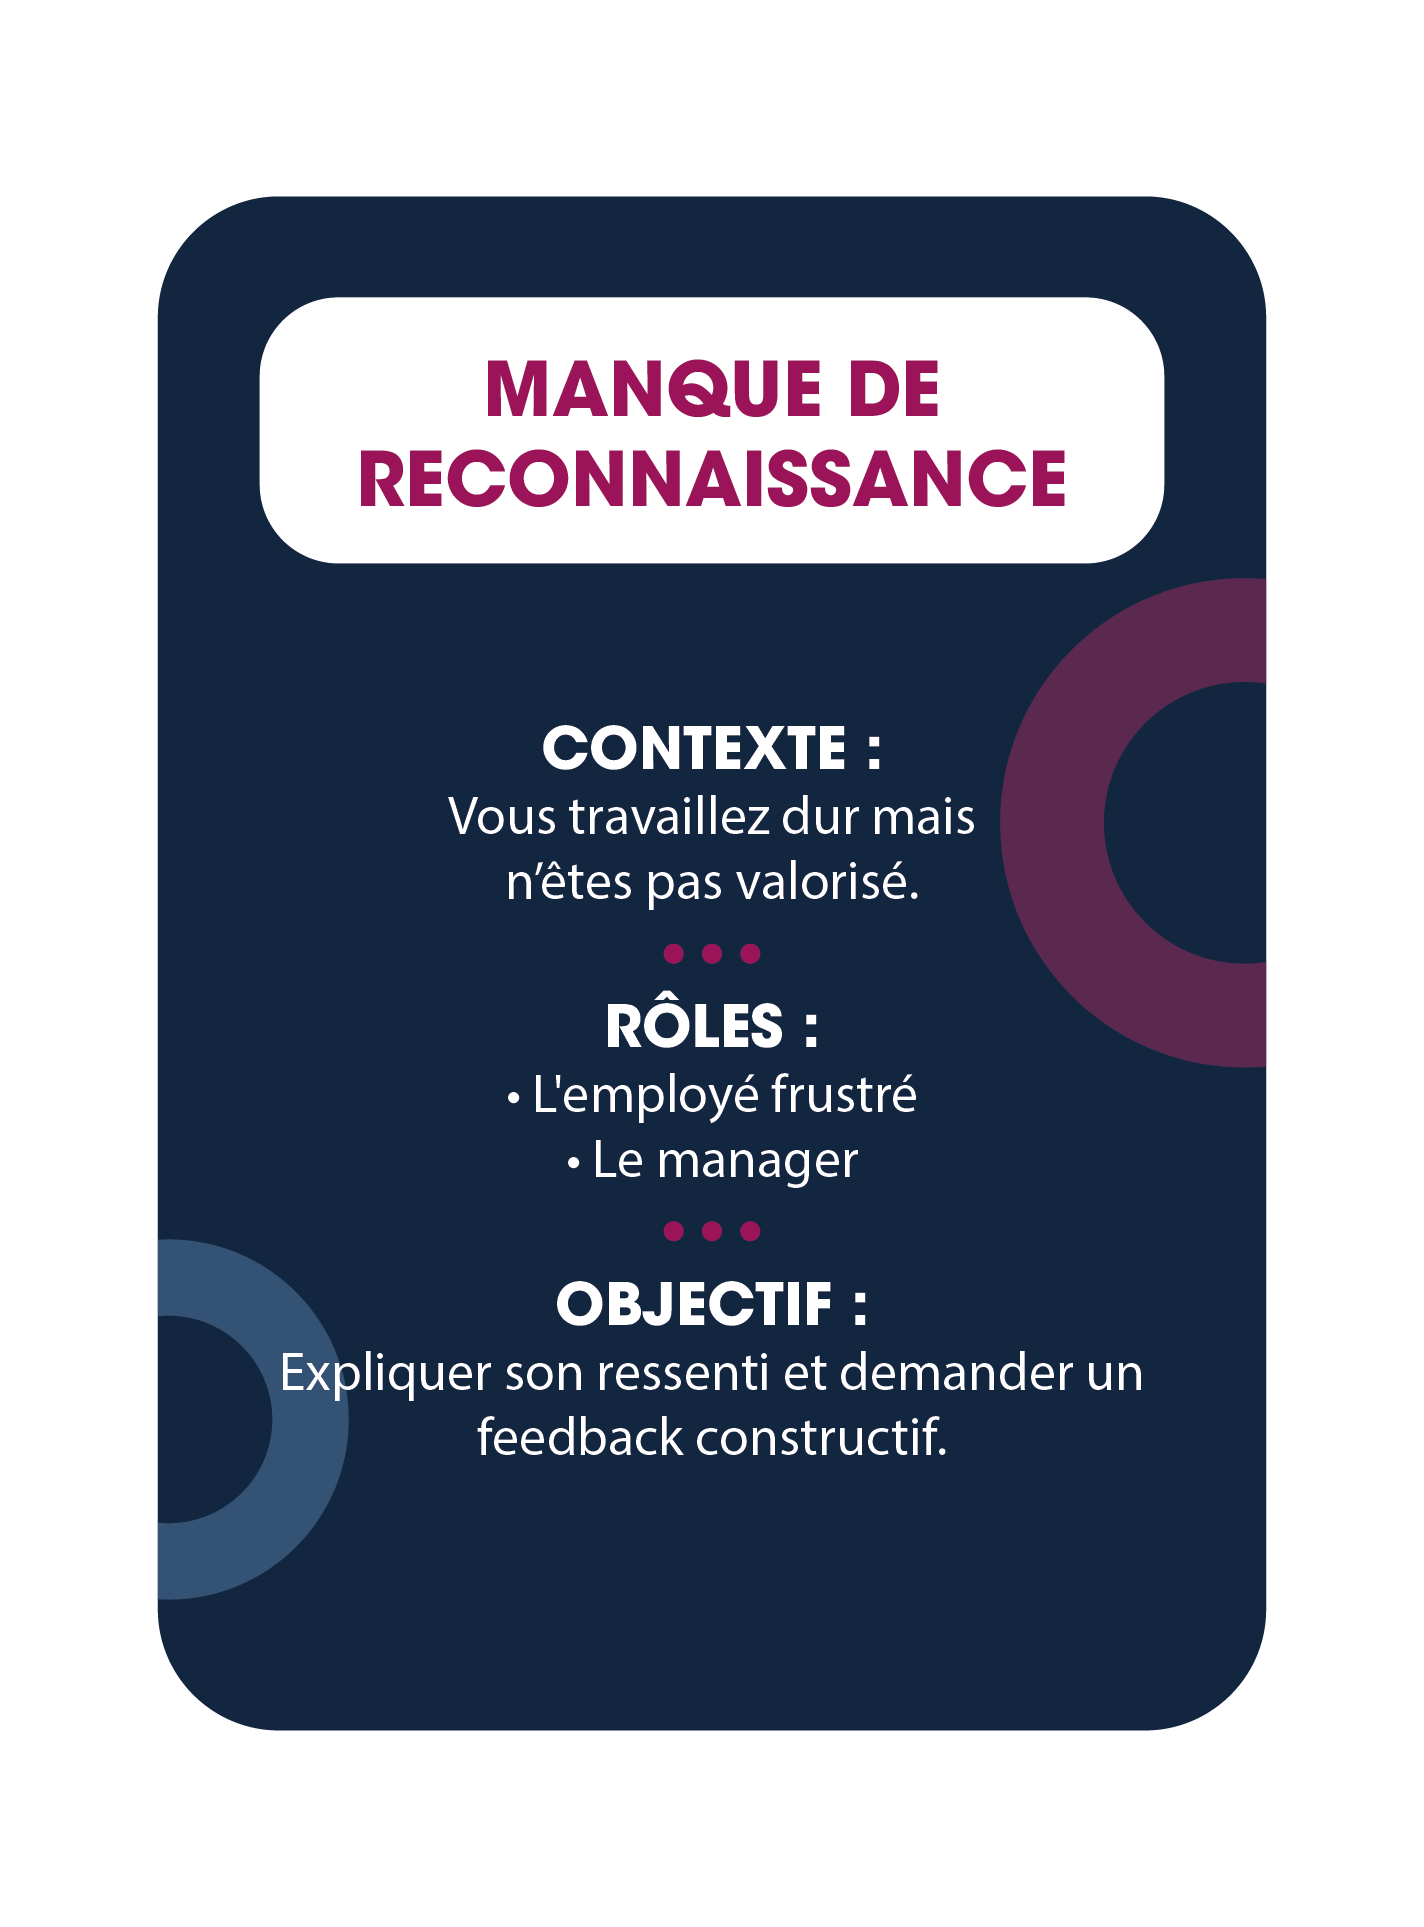 MANQUE DE
RECONNAISSANCE
CONTEXTE :
Vous travaillez dur mais
n’êtes pas valorisé.
RÔLES :
• L'employé frustré
• Le manager
OBJECTIF :
Expliquer son ressenti et demander un
feedback constructif.